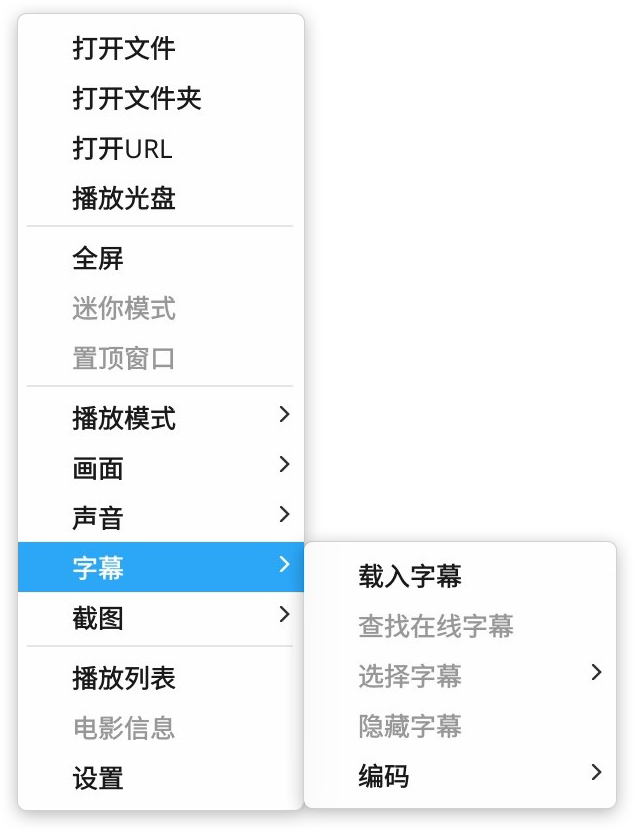 打开文件
打开文件夹
打开URL
播放光盘
全屏
迷你模式
置顶窗口
播放模式
画面
声音
字幕
截图
播放列表
电影信息
设置
载入字幕
查找在线字幕
选择字幕
隐藏字幕
编码